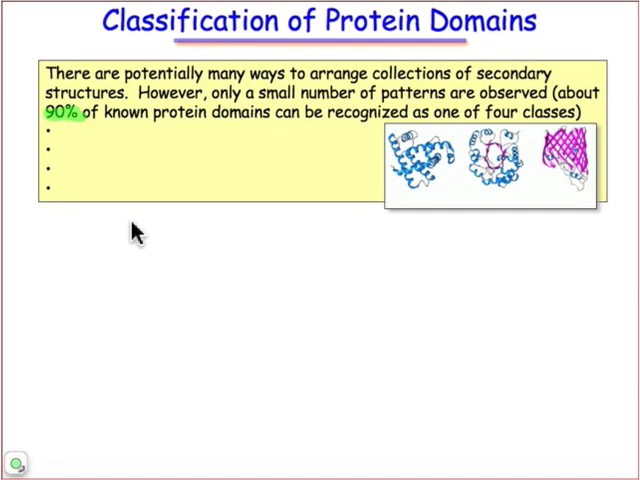 Classification of Protein Domains
There are potentially many ways to arrange collections of secondary
structures. However, only a small number of patterns are observed (about
90% of known protein domains can be recognized as one of four classes)
•
•
•
•